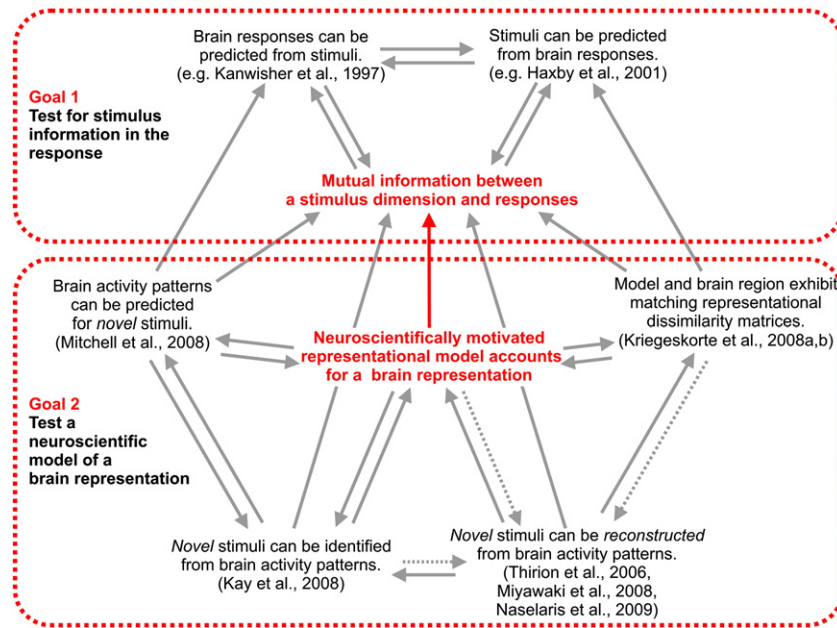 Brain responses can be
predicted from stimuli.
(e.g. Kanwisher et al., 1997)
Stimuli can be predicted
from brain responses.
(e.g. Haxby et al., 2001)
Goal 1
Test for stimulus
information in the
response
Mutual information between
a stimulus dimension and responses
Brain activity patterns
can be predicted
for novel stimuli.
(Mitchell et al., 2008)
Model and brain region exhibit
matching representational
dissimilarity matrices.
(Kriegeskorte et al., 2008a,b)
Neuroscientifically motivated
representational model accounts
for a brain representation
Goal 2
Test a
neuroscientific
model of a
brain representation
Novel stimuli can be identified
from brain activity patterns.
(Kay et al., 2008)
Novel stimuli can be reconstructed
from brain activity patterns.
(Thirion et al., 2006,
Miyawaki et al., 2008,
Naselaris et al., 2009)